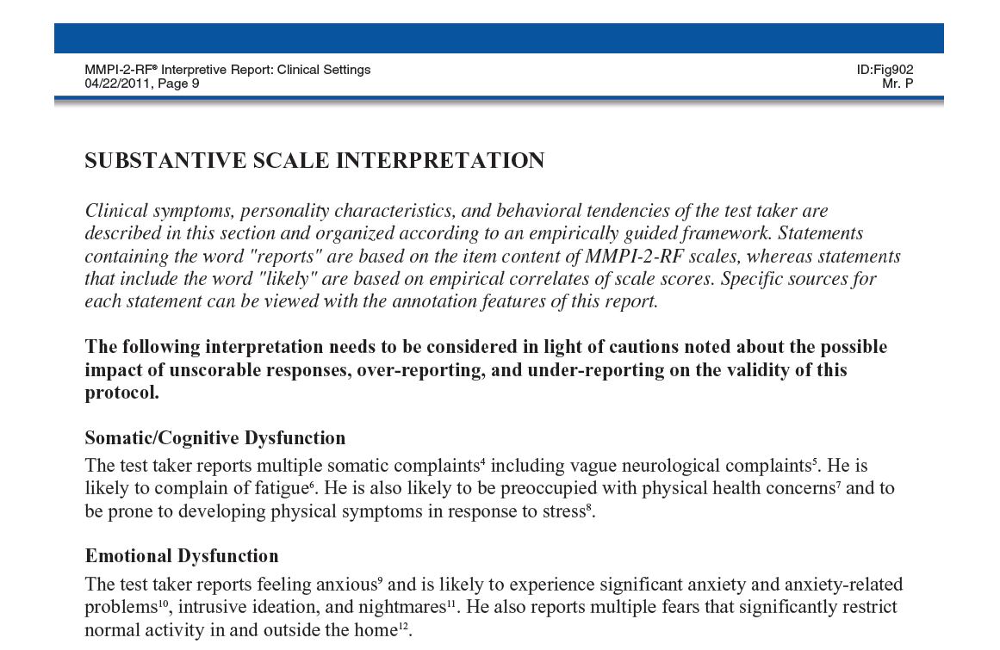 MMPI-2-RF® Interpretive Report: Clinical Settings
ID:Fig902
04/22/2011, Page 9
Mr. P
SUBSTANTIVE SCALE INTERPRETATION
Clinical symptoms, personality characteristics, and behavioral tendencies of the test taker are
described in this section and organized according to an empirically guided framework. Statements
containing the word "reports" are based on the item content of MMPI-2-RF scales, whereas statements
that include the word "likely" are based on empirical correlates of scale scores. Specific sources for
each statement can be viewed with the annotation features of this report.
The following interpretation needs to be considered in light of cautions noted about the possible
impact of unscorable responses, over-reporting, and under-reporting on the validity of this
protocol.
Somatic/Cognitive Dysfunction
The test taker reports multiple somatic complaints⁴ including vague neurological complaints⁵. He is
likely to complain of fatigue⁶. He is also likely to be preoccupied with physical health concerns⁷ and to
be prone to developing physical symptoms in response to stress⁸.
Emotional Dysfunction
The test taker reports feeling anxious⁹ and is likely to experience significant anxiety and anxiety-related
problems¹⁰, intrusive ideation, and nightmares¹¹. He also reports multiple fears that significantly restrict
normal activity in and outside the home¹².